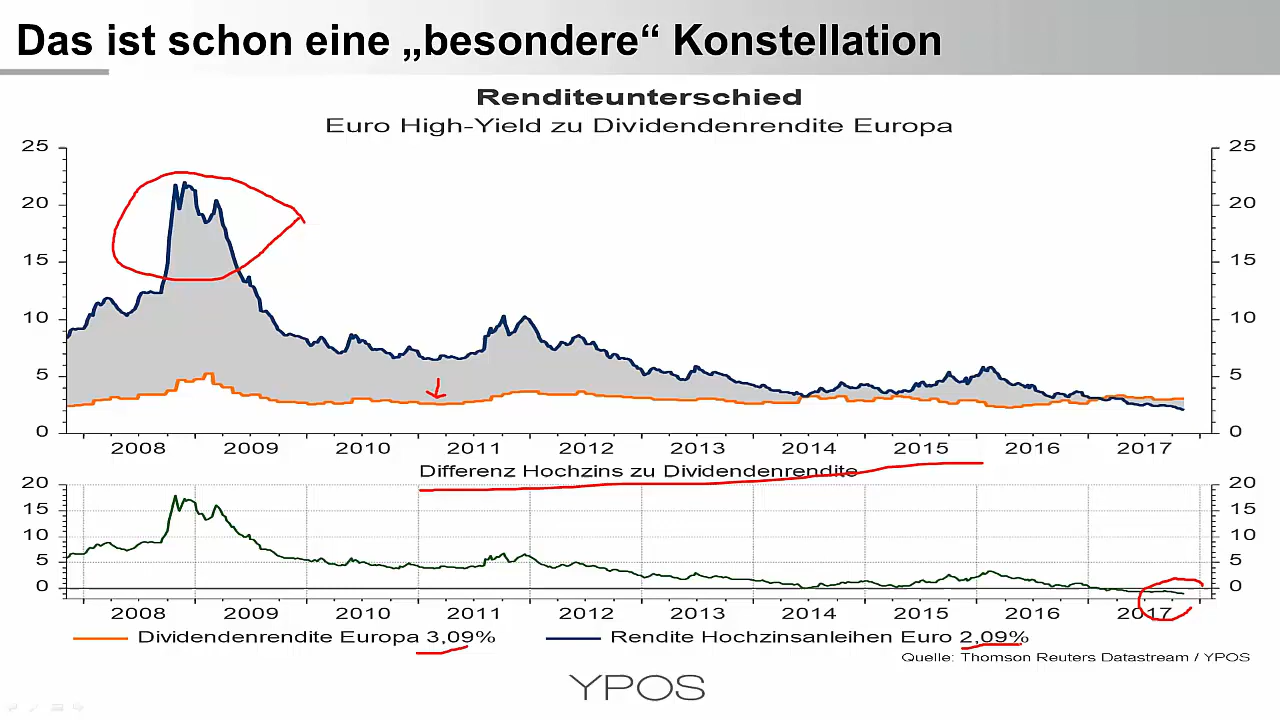 Das ist schon eine „besondere“ Konstellation
Renditeunterschied
Euro High-Yield zu Dividendenrendite Europa
25 25
20 20
15 15
10 10
5 5
0 0
2008 2009 2010 2011 2012 2013 2014 2015 2016 2017
Differenz Hochzins zu Dividendenrendite
20 20
15 15
10 10
5 5
0 0
2008 2009 2010 2011 2012 2013 2014 2015 2016 2017
Dividendenrendite Europa 3,09% Rendite Hochzinsanleihen Euro 2,09%
Quelle: Thomson Reuters Datastream / YPOS
YPOS